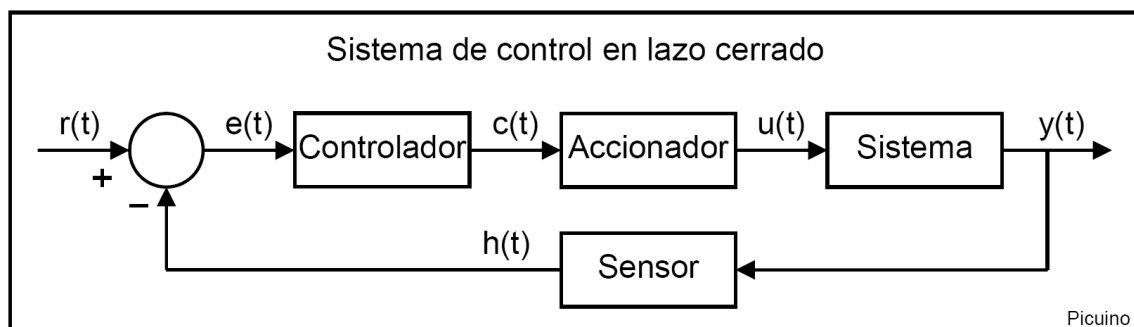 Sistema de control en lazo cerrado
r(t) e(t) Controlador c(t) Accionador u(t) Sistema y(t)
+
−
h(t) Sensor
Picuino